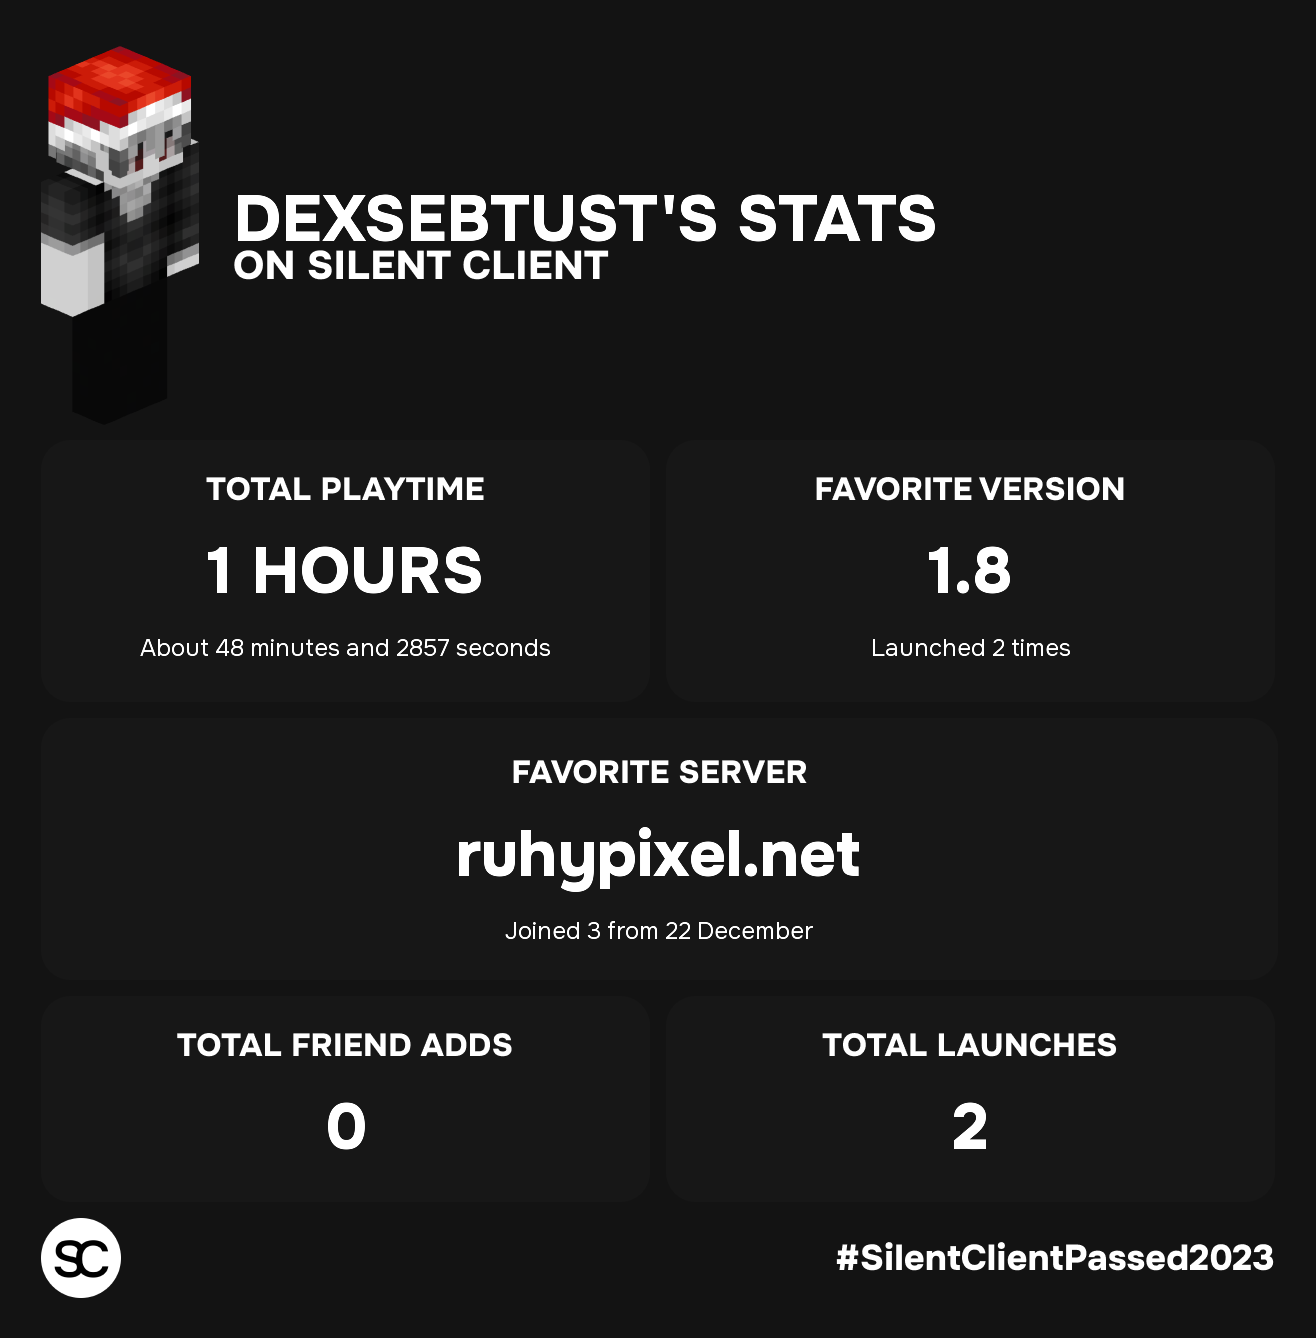 DEXSEBTUST'S STATS
ON SILENT CLIENT
TOTAL PLAYTIME
1 HOURS
About 48 minutes and 2857 seconds
FAVORITE VERSION
1.8
Launched 2 times
FAVORITE SERVER
ruhypixel.net
Joined 3 from 22 December
TOTAL FRIEND ADDS
0
TOTAL LAUNCHES
2
SC
#SilentClientPassed2023